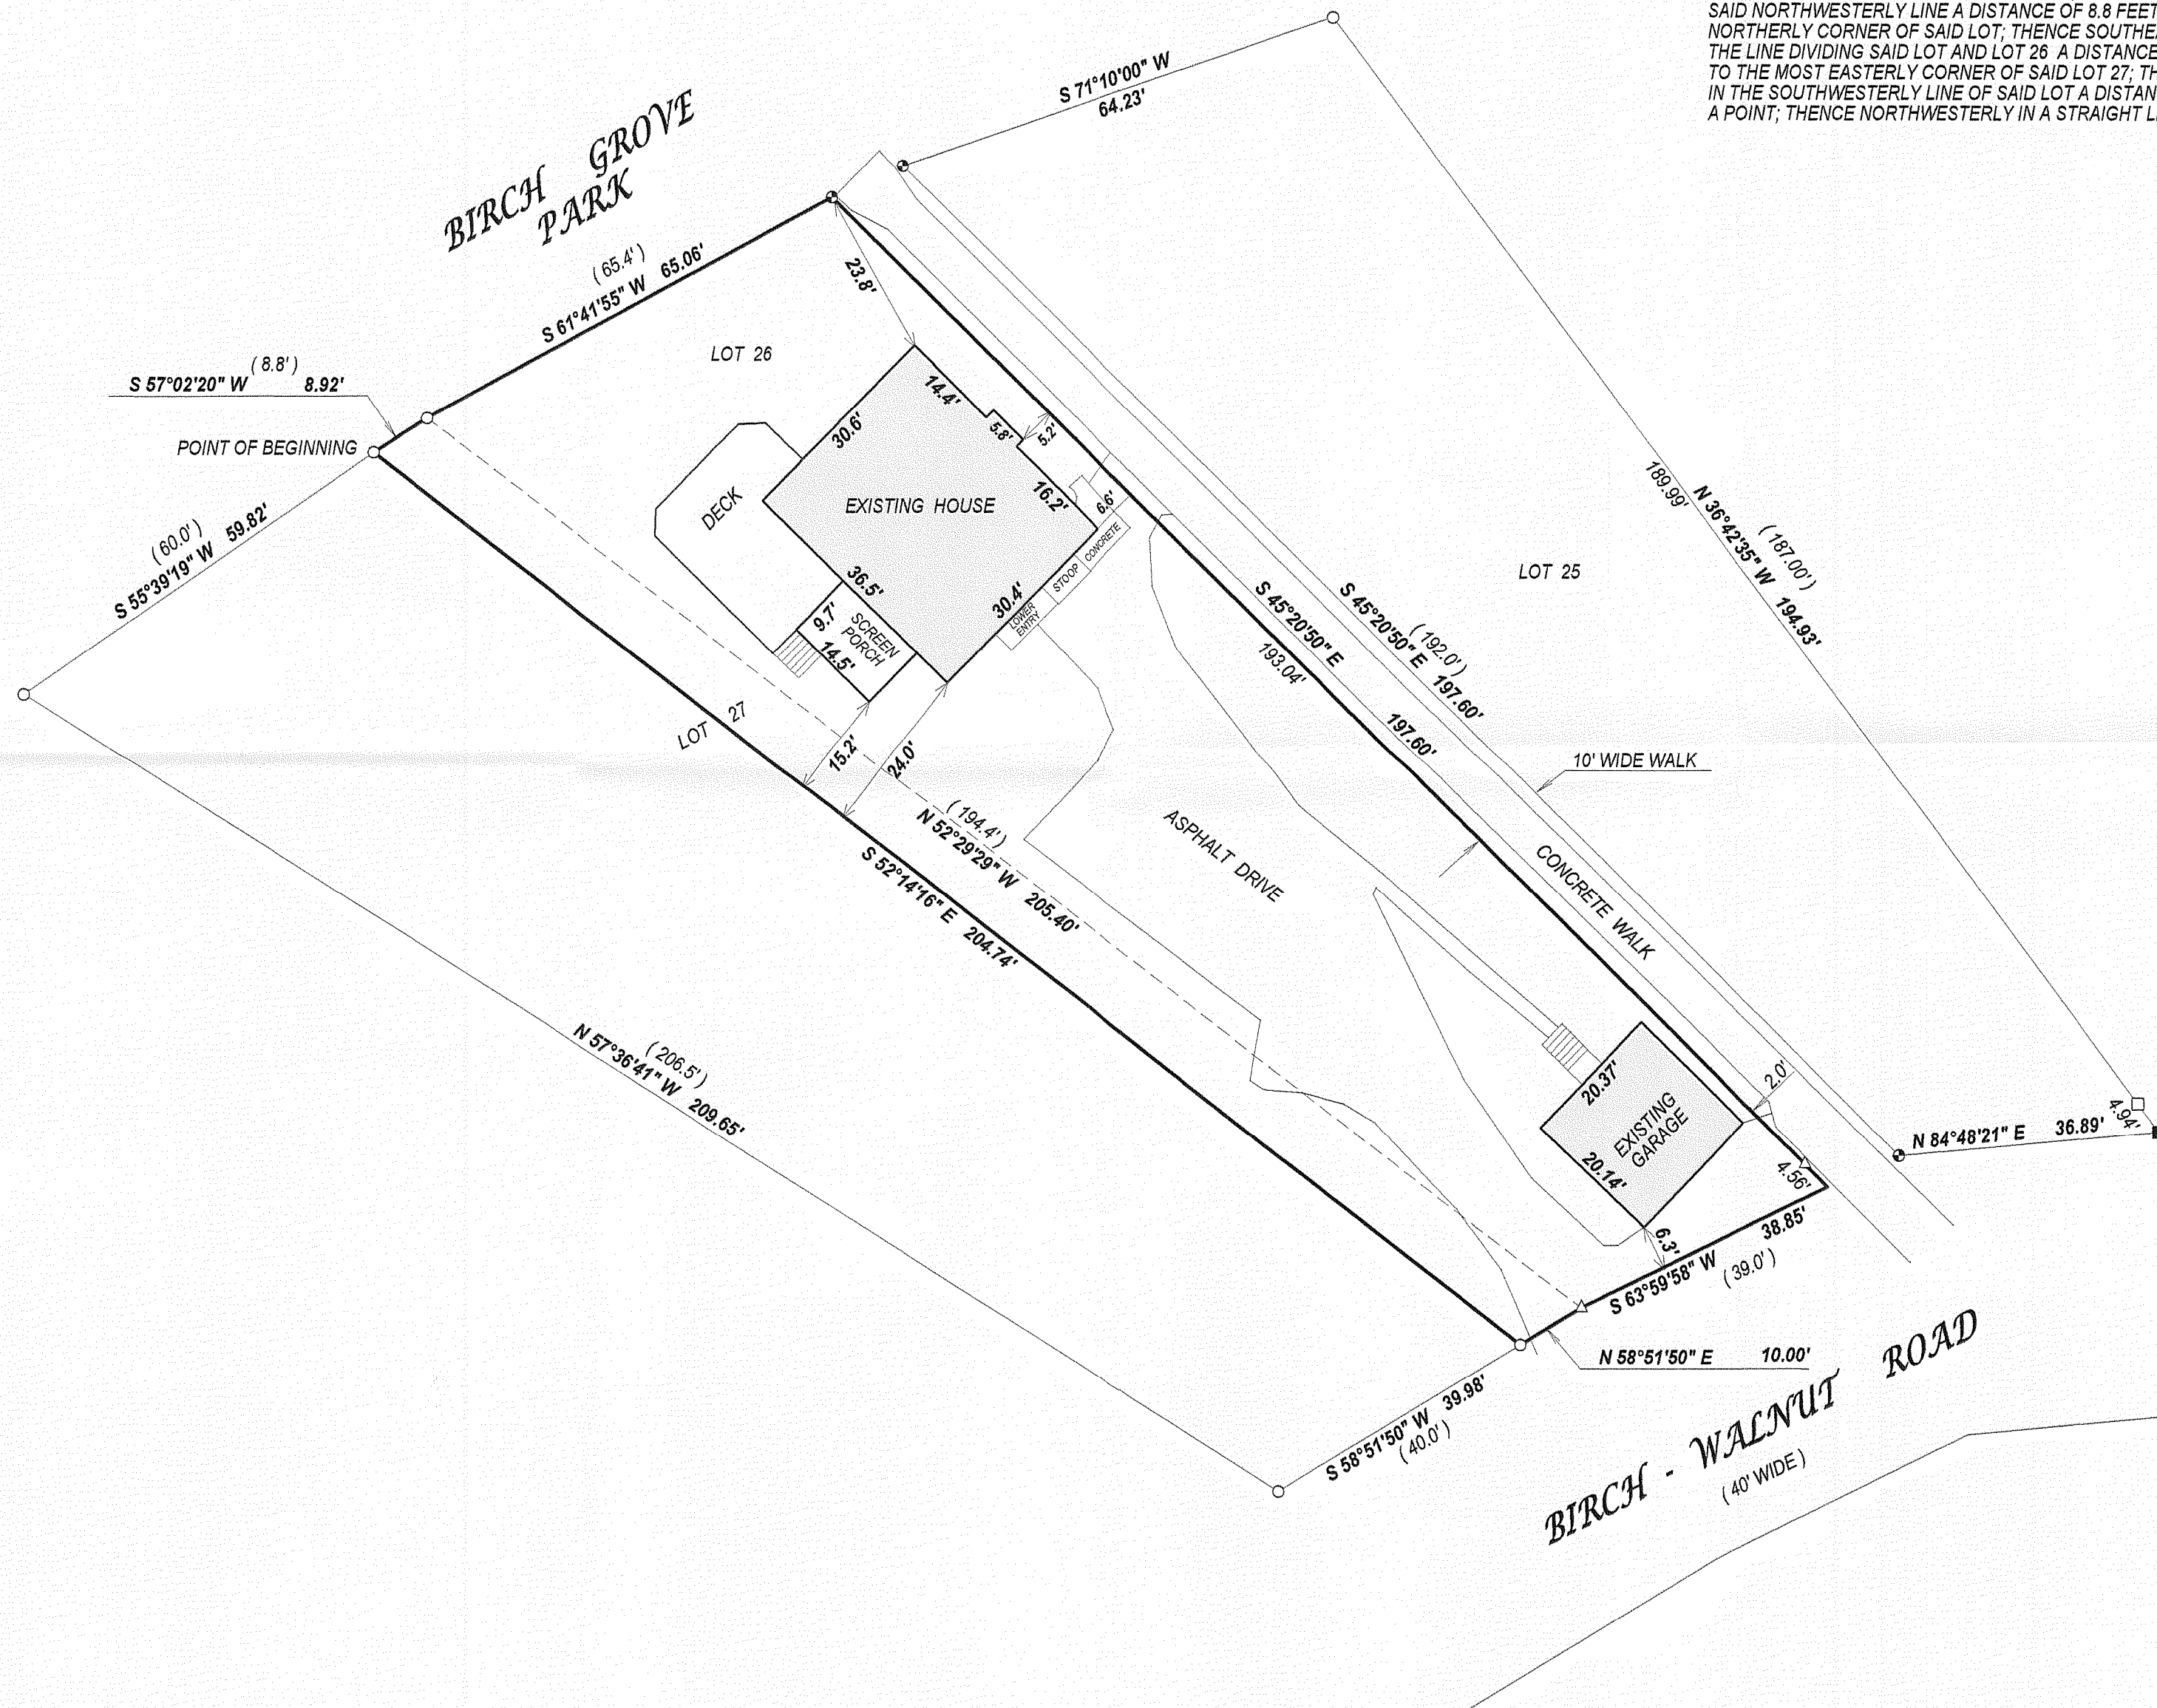 SAID NORTHWESTERLY LINE A DISTANCE OF 8.8 FEET
NORTHERLY CORNER OF SAID LOT; THENCE
THE LINE DIVIDING SAID LOT AND LOT 26 A DISTANCE
TO THE MOST EASTERLY CORNER OF SAID LOT 27;
IN THE SOUTHWESTERLY LINE OF SAID LOT A
A POINT; THENCE NORTHWESTERLY IN A STRAIGHT
S 71°10'00" W
64.23'
BIRCH GROVE
PARK
( 65.4' )
S 61°41'55" W 65.06'
23.8'
LOT 26
( 8.8' )
S 57°02'20" W 8.92'
POINT OF BEGINNING
14.4'
5.8'
5.2'
30.6'
DECK
EXISTING HOUSE
16.2'
6.6'
CONCRETE
STOOP
LOWER
ENTRY
30.4'
36.5'
9.7'
SCREEN
PORCH
14.5'
( 60.0' )
S 55°39'19" W 59.82'
LOT 25
189.99'
N 36°42'35" W 194.93'
( 187.00' )
S 45°20'50" E 197.60'
( 192.0' )
S 45°20'50" E 197.60'
193.04'
LOT 27
15.2'
24.0'
10' WIDE WALK
( 194.4' )
N 52°29'29" W 205.40'
S 52°14'16" E 204.74'
ASPHALT DRIVE
CONCRETE WALK
( 206.5' )
N 57°36'41" W 209.65'
20.37'
EXISTING
GARAGE
20.14'
2.0'
4.94'
N 84°48'21" E 36.89'
4.56'
6.3'
38.85'
S 63°59'58" W
( 39.0' )
N 58°51'50" E 10.00'
S 58°51'50" W 39.98'
( 40.0' )
BIRCH - WALNUT ROAD
( 40' WIDE )